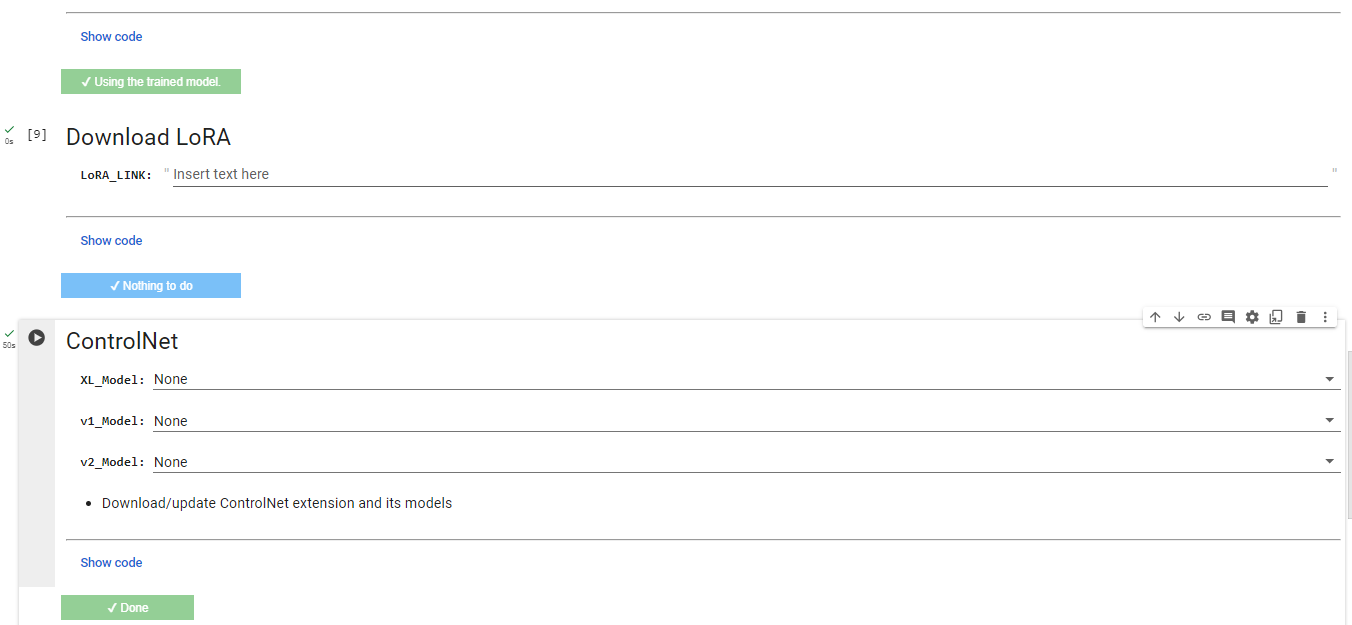 Show code
✓ Using the trained model.
0s [9] Download LoRA
LoRA_LINK: " Insert text here "
Show code
✓ Nothing to do
50s ControlNet
XL_Model: None
v1_Model: None
v2_Model: None
• Download/update ControlNet extension and its models
Show code
✓ Done